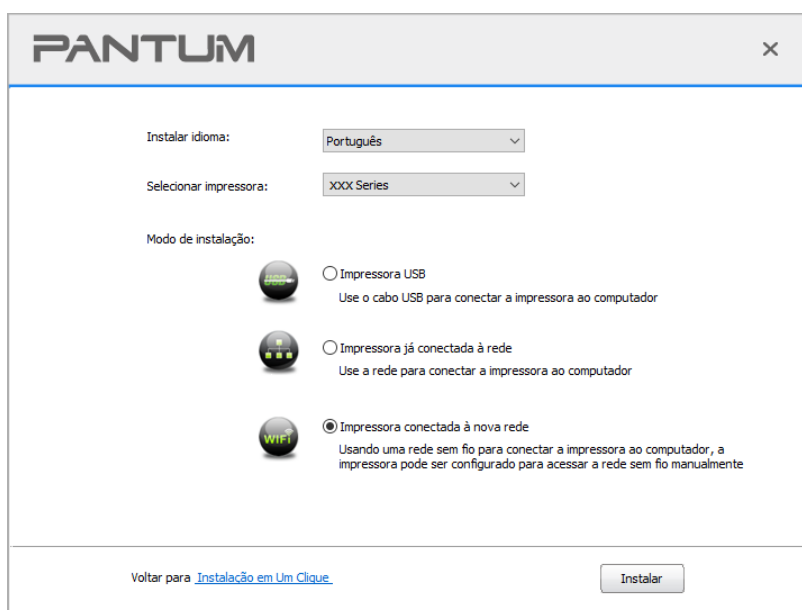 PANTUM
Instalar idioma:
Português
Selecionar impressora:
XXX Series
Modo de instalação:
USB
Impressora USB
Use o cabo USB para conectar a impressora ao computador
Impressora já conectada à rede
Use a rede para conectar a impressora ao computador
WiFi
Impressora conectada à nova rede
Usando uma rede sem fio para conectar a impressora ao computador, a
impressora pode ser configurado para acessar a rede sem fio manualmente
Voltar para Instalação em Um Clique
Instalar